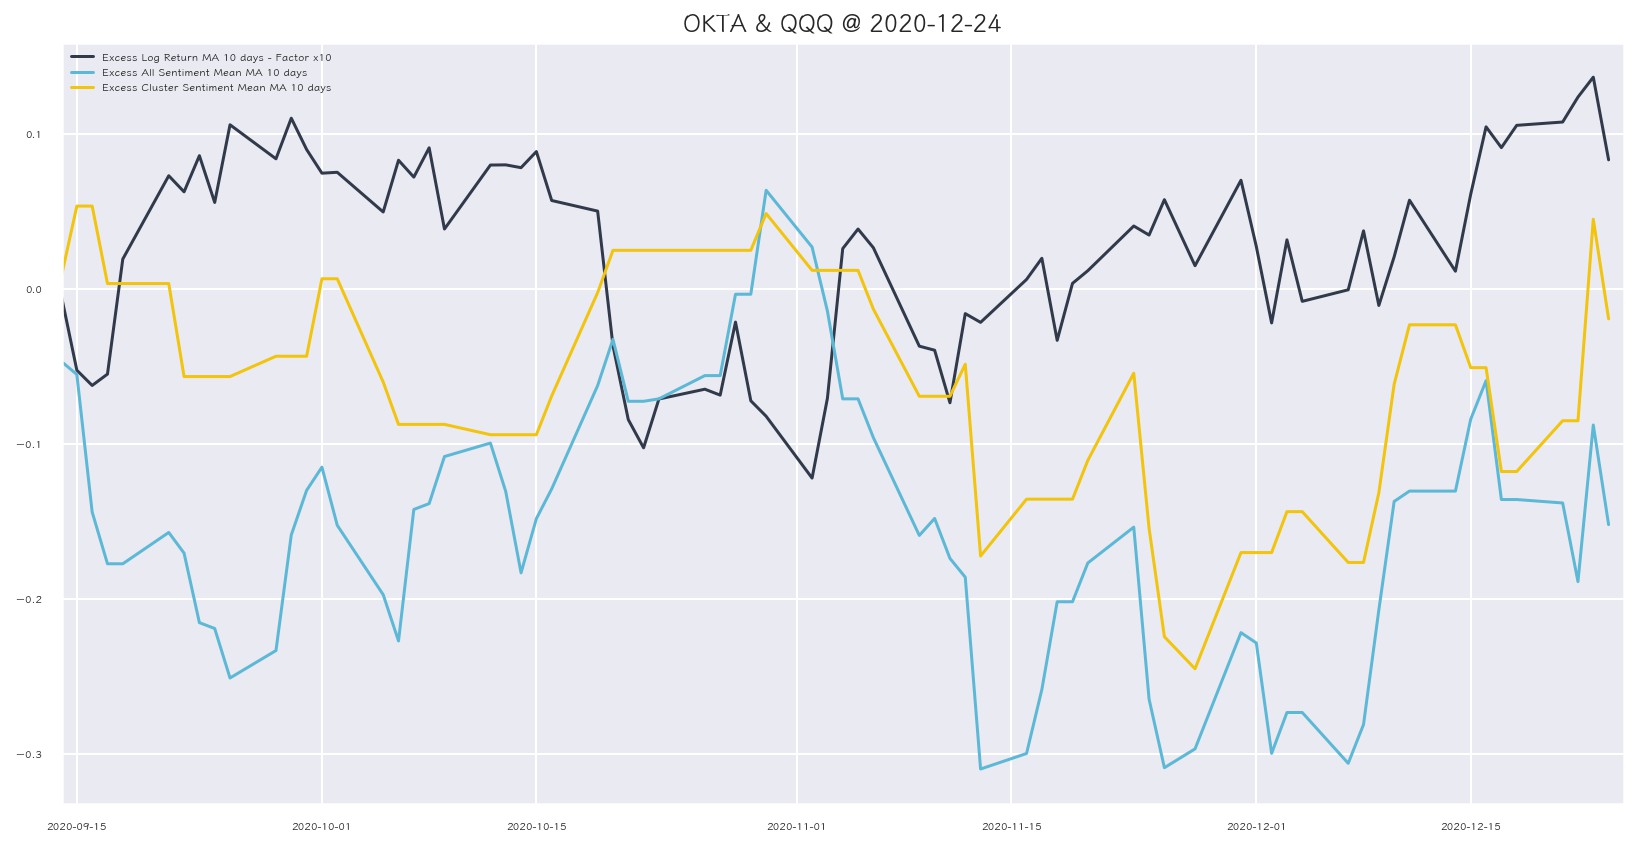 OKTA & QQQ @ 2020-12-24
Excess Log Return MA 10 days - Factor x10
Excess All Sentiment Mean MA 10 days
Excess Cluster Sentiment Mean MA 10 days
0.1
0.0
−0.1
−0.2
−0.3
2020-09-15 2020-10-01 2020-10-15 2020-11-01 2020-11-15 2020-12-01 2020-12-15